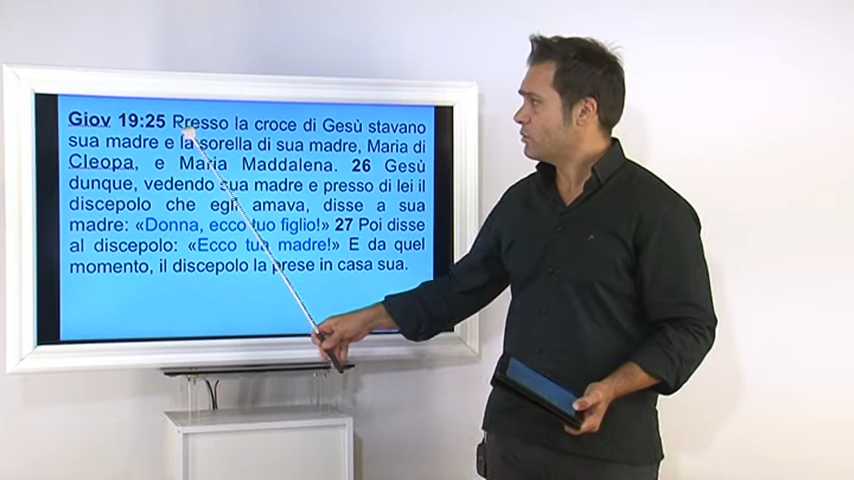 Giov 19:25 Presso la croce di Gesù stavano
sua madre e la sorella di sua madre, Maria di
Cleopa, e Maria Maddalena. 26 Gesù
dunque, vedendo sua madre e presso di lei il
discepolo che egli amava, disse a sua
madre: «Donna, ecco tuo figlio!» 27 Poi disse
al discepolo: «Ecco tua madre!» E da quel
momento, il discepolo la prese in casa sua.